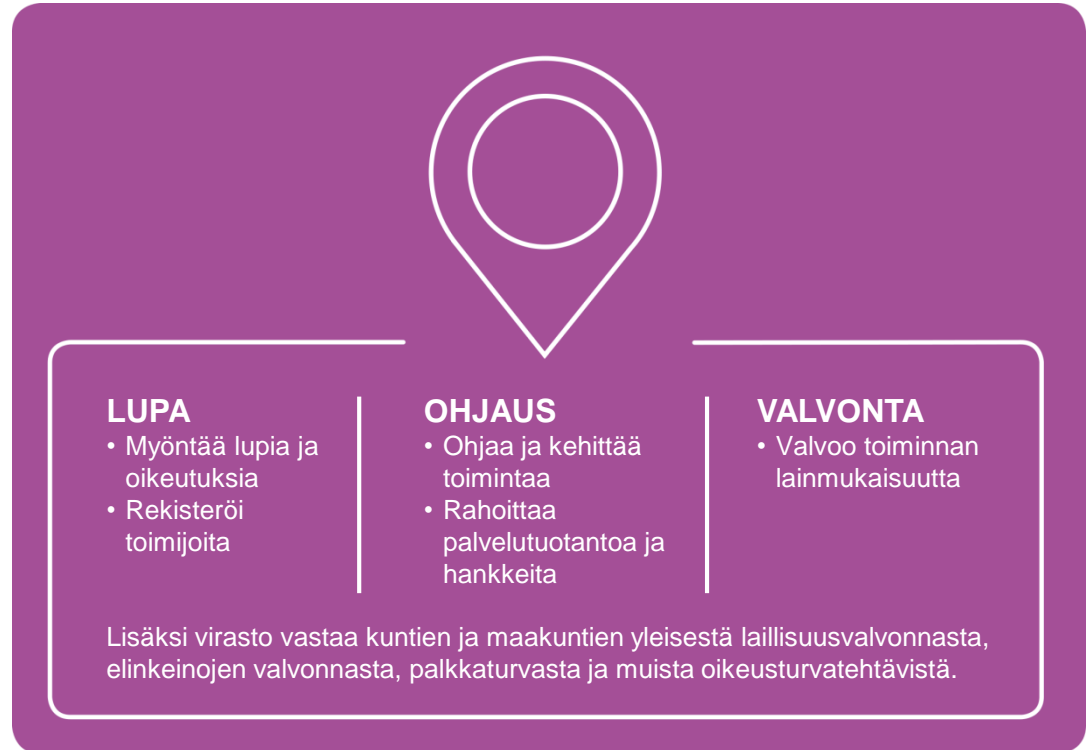 LUPA
• Myöntää lupia ja
oikeutuksia
• Rekisteröi
toimijoita
OHJAUS
• Ohjaa ja kehittää
toimintaa
• Rahoittaa
palvelutuotantoa ja
hankkeita
VALVONTA
• Valvoo toiminnan
lainmukaisuutta
Lisäksi virasto vastaa kuntien ja maakuntien yleisestä laillisuusvalvonnasta,
elinkeinojen valvonnasta, palkkaturvasta ja muista oikeusturvatehtävistä.